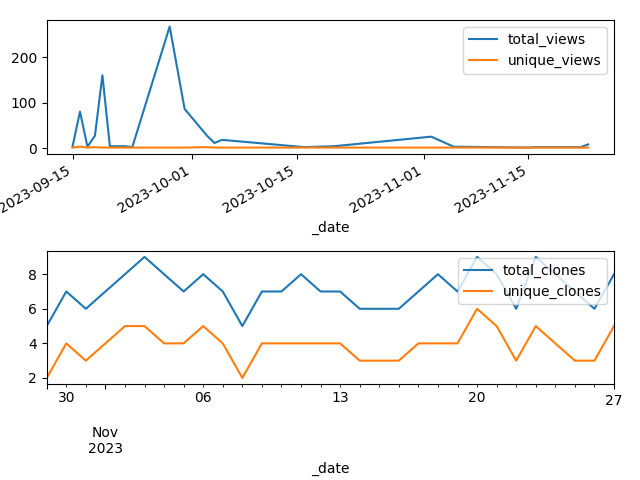 total_views
unique_views
200
100
0
2023-09-15
2023-10-01
2023-10-15
2023-11-01
2023-11-15
_date
total_clones
unique_clones
8
6
4
2
30
06
13
20
27
Nov
2023
_date